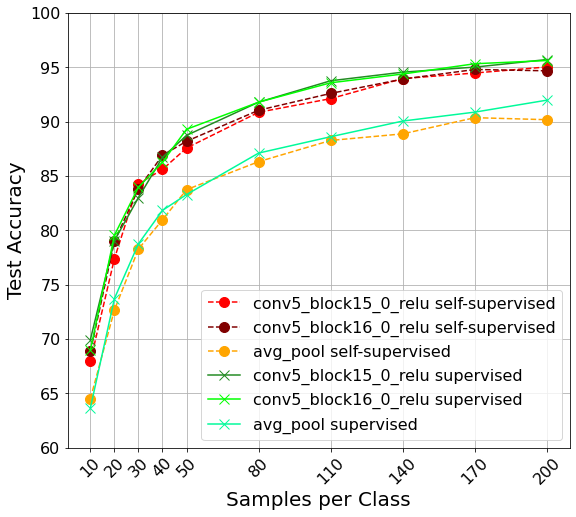 100
95
90
85
80
75
70
65
60
Test Accuracy
conv5_block15_0_relu self-supervised
conv5_block16_0_relu self-supervised
avg_pool self-supervised
conv5_block15_0_relu supervised
conv5_block16_0_relu supervised
avg_pool supervised
10 20 30 40 50 80 110 140 170 200
Samples per Class